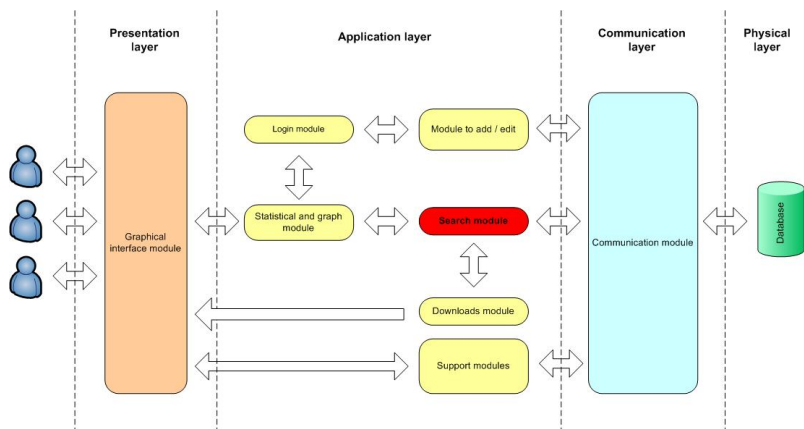 Presentation
layer
Application layer
Communication
layer
Physical
layer
Login module
Module to add / edit
Graphical
interface module
Statistical and graph
module
Search module
Communication module
Database
Downloads module
Support modules